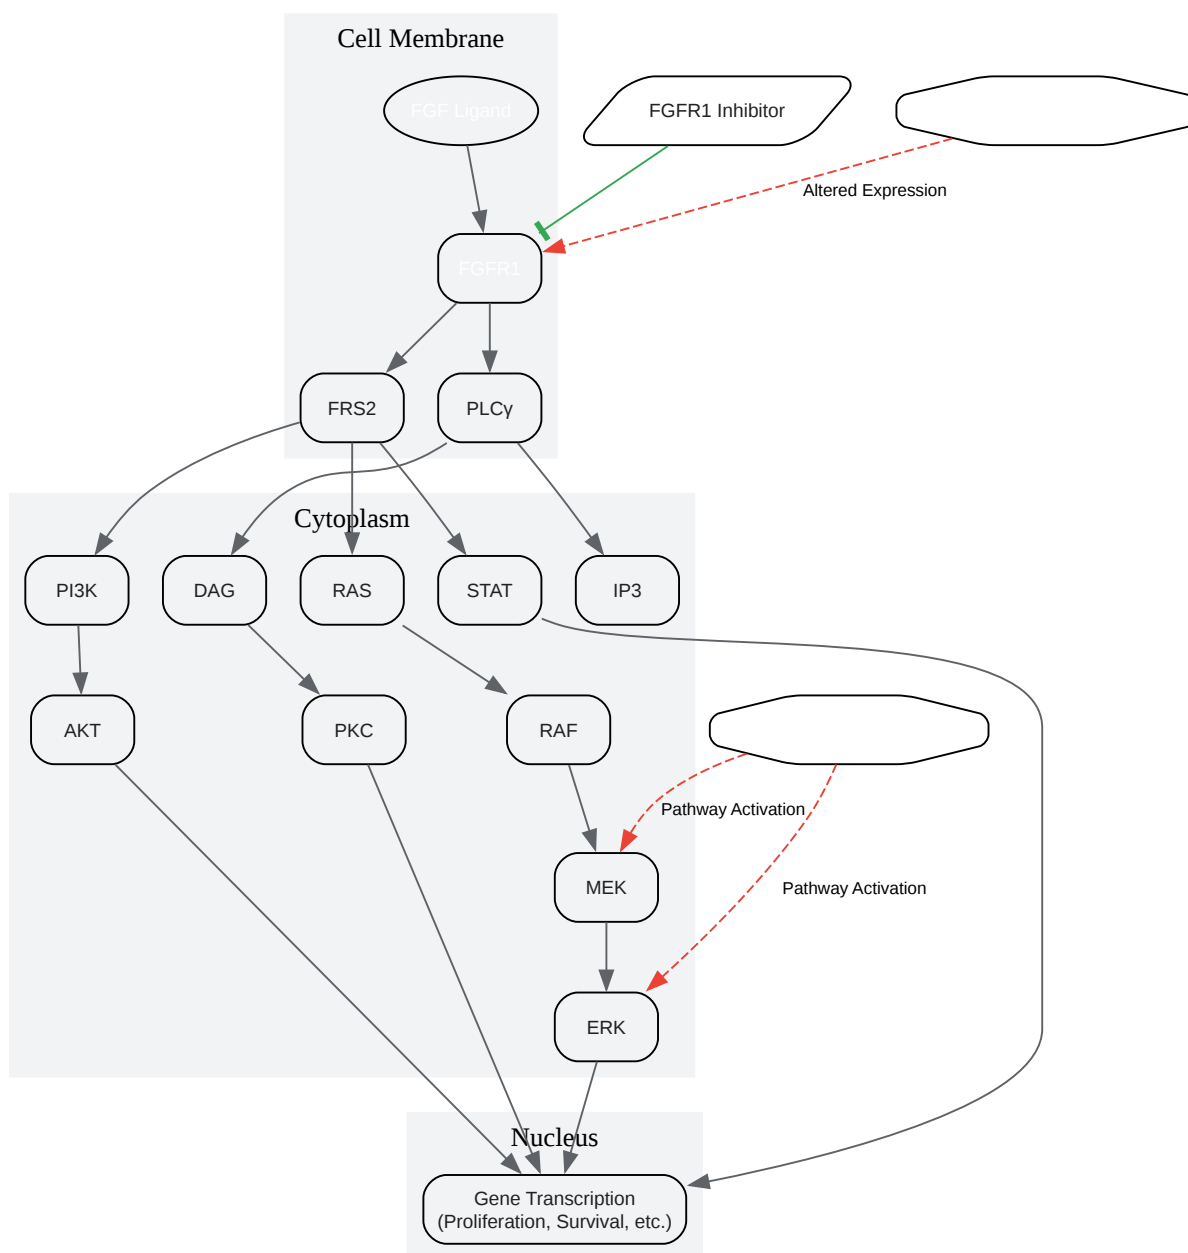 Cell Membrane
FGF Ligand
FGFR1 Inhibitor
Altered Expression
FGFR1
FRS2
PLCγ
Cytoplasm
PI3K
DAG
RAS
STAT
IP3
AKT
PKC
RAF
Pathway Activation
MEK
Pathway Activation
ERK
Nucleus
Gene Transcription
(Proliferation, Survival, etc.)